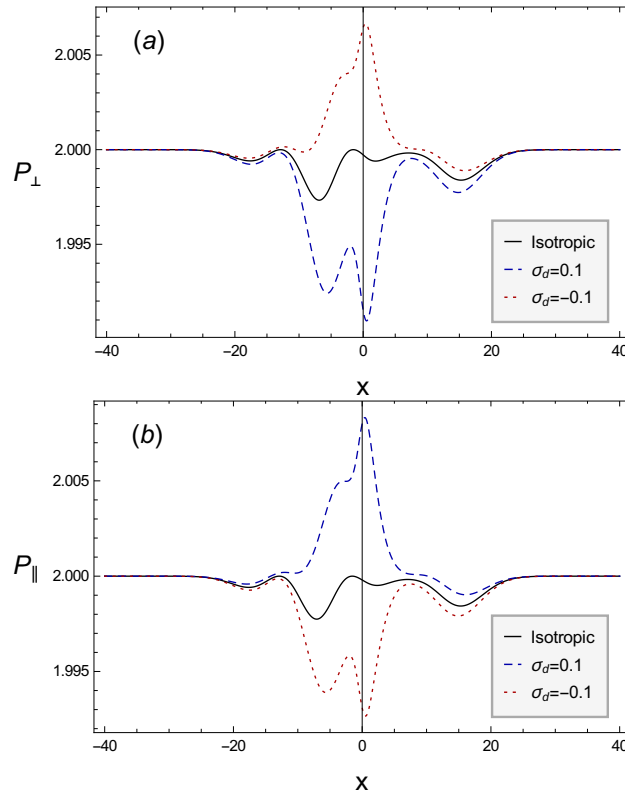 (a)
2.005
2.000
1.995
P⊥
−40 −20 0 20 40
x
Isotropic
σd=0.1
σd=−0.1
(b)
2.005
2.000
1.995
P∥
−40 −20 0 20 40
x
Isotropic
σd=0.1
σd=−0.1